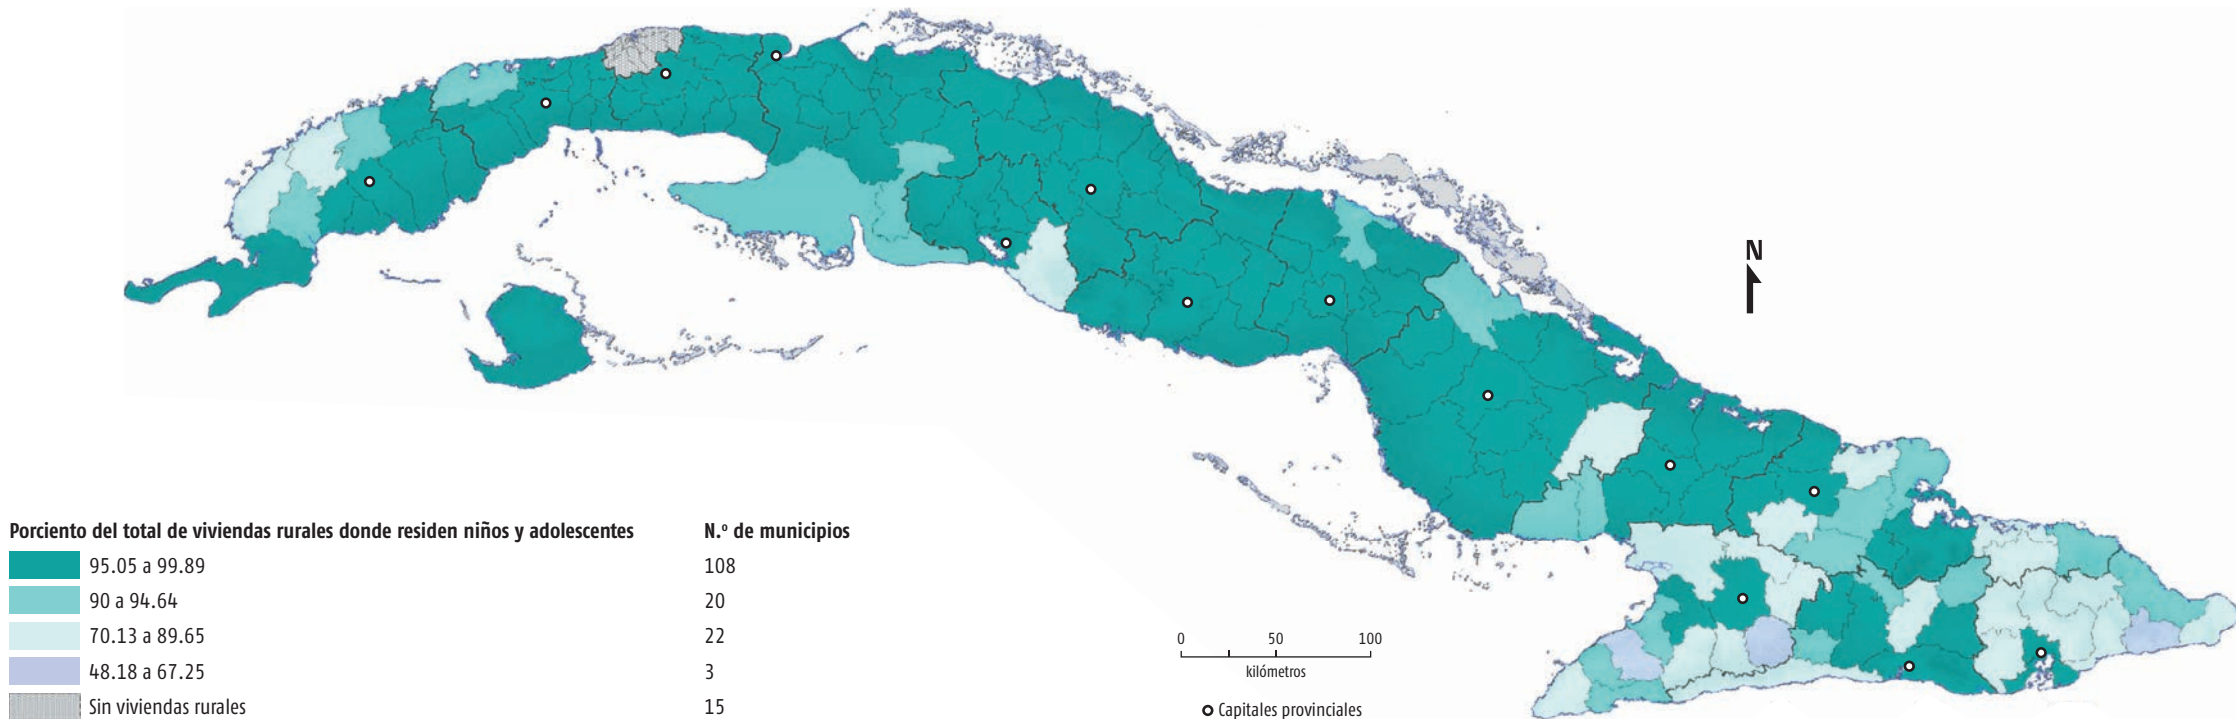 N
Porciento del total de viviendas rurales donde residen niños y adolescentes N.º de municipios
95.05 a 99.89 108
90 a 94.64 20
70.13 a 89.65 22
48.18 a 67.25 3
Sin viviendas rurales 15
0 50 100
kilómetros
Capitales provinciales